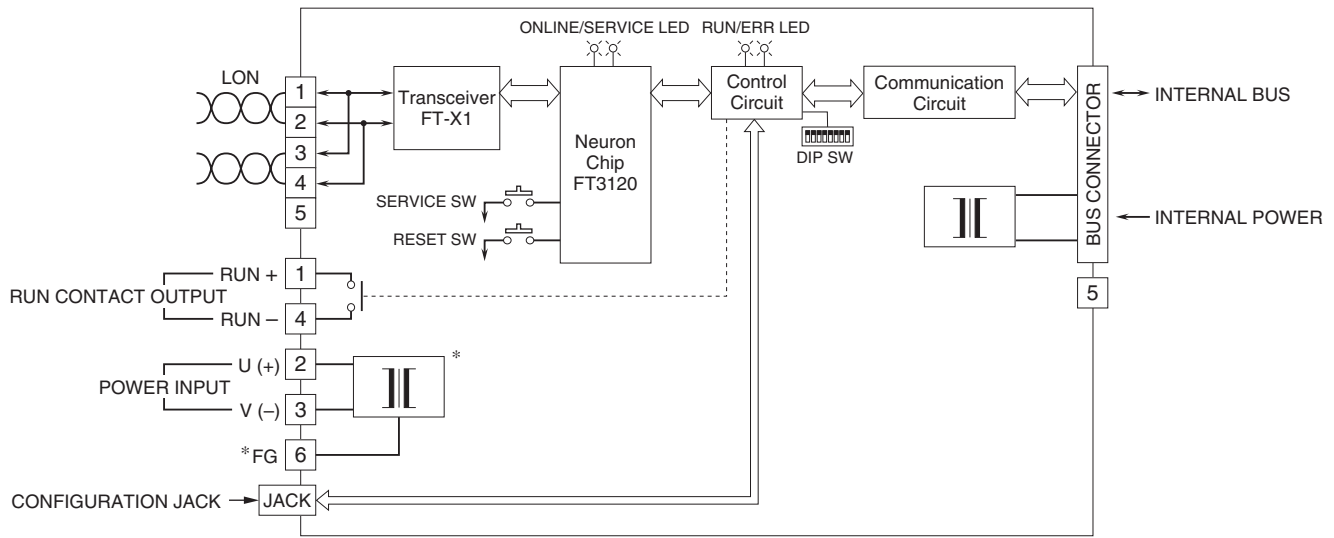 ONLINE/SERVICE LED
RUN/ERR LED
LON
1
2
3
4
5
Transceiver
FT-X1
Neuron
Chip
FT3120
Control
Circuit
DIP SW
Communication
Circuit
BUS CONNECTOR
INTERNAL BUS
INTERNAL POWER
5
SERVICE SW
RESET SW
RUN CONTACT OUTPUT
RUN +
1
RUN –
4
POWER INPUT
U (+)
2
V (–)
3
*
*FG
6
CONFIGURATION JACK
JACK